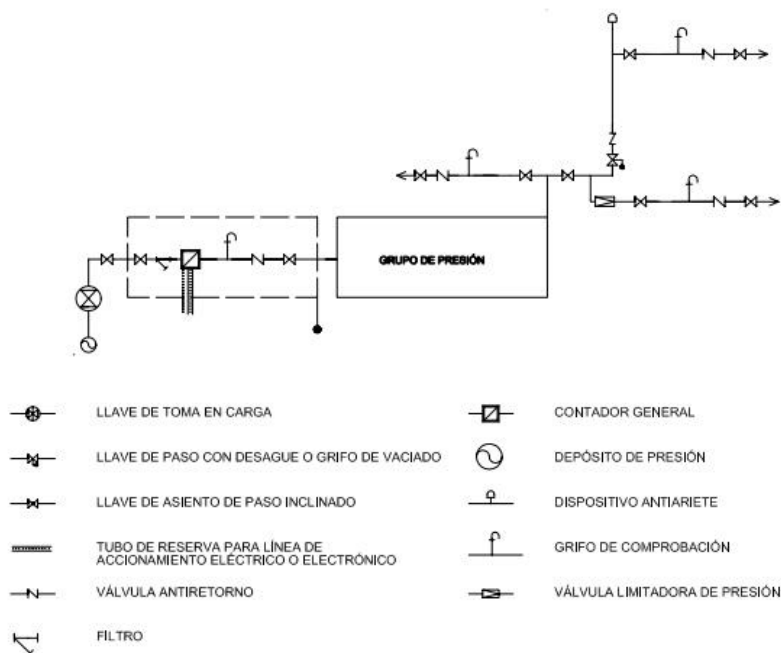 GRUPO DE PRESIÓN
LLAVE DE TOMA EN CARGA
LLAVE DE PASO CON DESAGUE O GRIFO DE VACIADO
LLAVE DE ASIENTO DE PASO INCLINADO
TUBO DE RESERVA PARA LÍNEA DE
ACCIONAMIENTO ELÉCTRICO O ELECTRÓNICO
VÁLVULA ANTIRETORNO
FILTRO
CONTADOR GENERAL
DEPÓSITO DE PRESIÓN
DISPOSITIVO ANTIARIETE
GRIFO DE COMPROBACIÓN
VÁLVULA LIMITADORA DE PRESIÓN